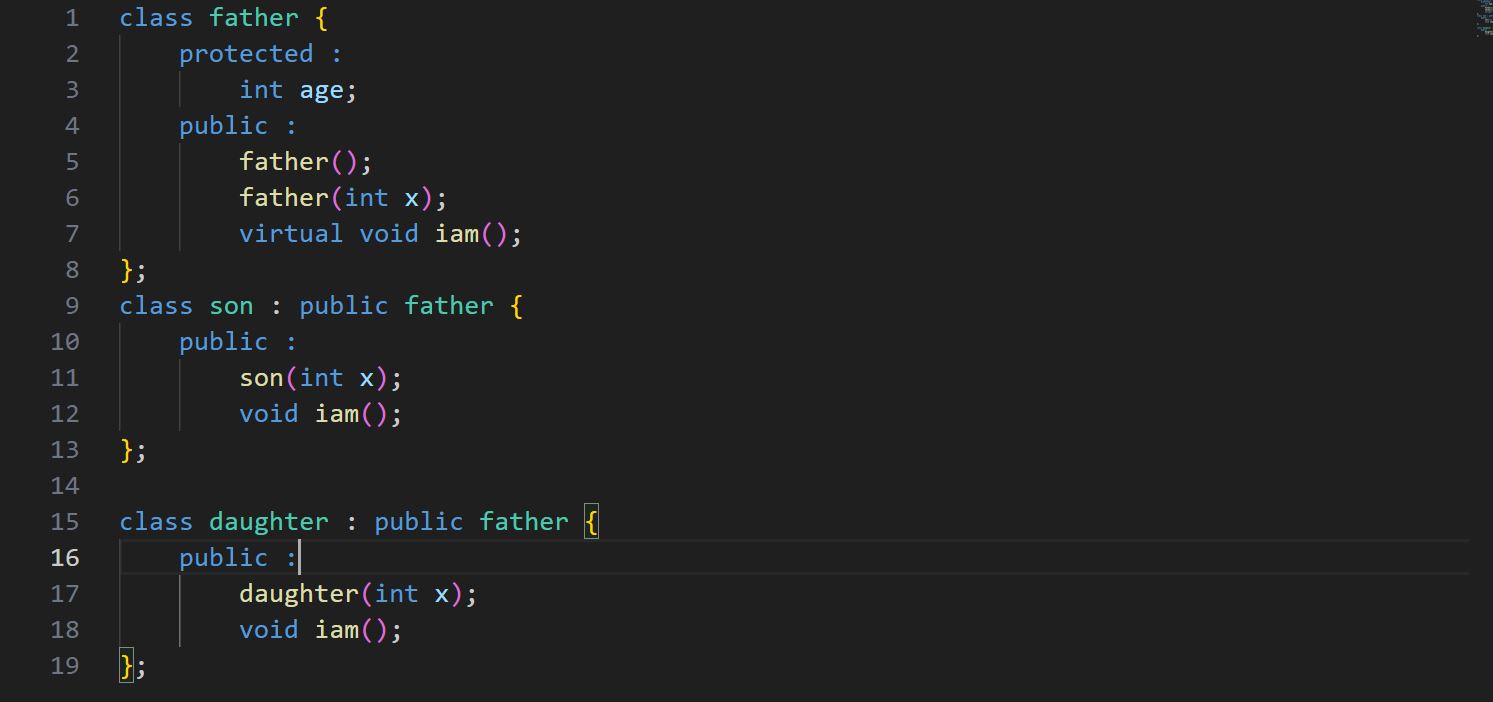 1 class father {
2     protected :
3         int age;
4     public :
5         father();
6         father(int x);
7         virtual void iam();
8 };
9 class son : public father {
10     public :
11         son(int x);
12         void iam();
13 };
14
15 class daughter : public father {
16     public :
17         daughter(int x);
18         void iam();
19 };